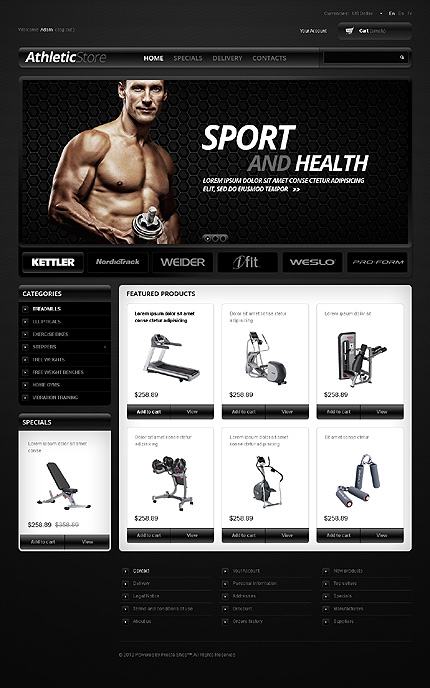 Currencies: US Dollar
En
De
Fr
Welcome Adam (log out)
Your Account
Cart (empty)
AthleticStore
HOME
SPECIALS
DELIVERY
CONTACTS
SPORT
AND HEALTH
LOREM IPSUM DOLOR SIT AMET CONSE CTETUR ADIPISICING
ELIT, SED DO EIUSMOD TEMPOR >>
KETTLER
NordicTrack
WEIDER
fit
WESLO
PRO-FORM
CATEGORIES
TREADMILLS
ELLIPTICALS
EXERCISE BIKES
STEPPERS
FREE WEIGHTS
FREE WEIGHT BENCHES
HOME GYMS
VIBRATION TRAINING
SPECIALS
Lorem ipsum dolor sit amet
conse
$258.89 $358.89
Add to cart
View
FEATURED PRODUCTS
Lorem ipsum dolor sit amet
conse ctetur adipisicing
$258.89
Add to cart
View
Dolor sit amet conse ctetur
adipisicing
$258.89
Add to cart
View
Lorem ipsum dolor sit
$258.89
Add to cart
View
Dolor sit amet conse ctetur
adipisicing
$258.89
Add to cart
View
Lorem ipsum dolor sit amet
conse ctetur adipisicing
$258.89
Add to cart
View
Sit amet conse ctetur
$258.89
Add to cart
View
Contact
Delivery
Legal Notice
Terms and conditions of use
About us
Your Account
Personal information
Addresses
Discount
Orders history
New products
Top sellers
Specials
Manufacturers
Suppliers
© 2012 Powered by Presta Shop™. All Rights Reserved